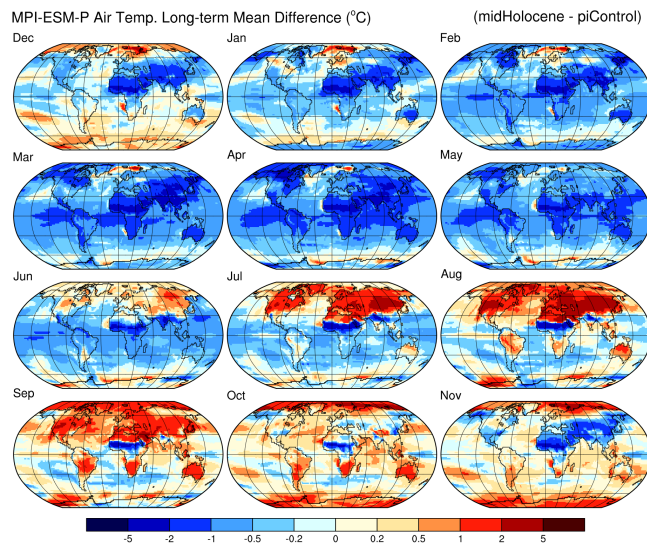 MPI-ESM-P Air Temp. Long-term Mean Difference (°C) (midHolocene - piControl)
Dec Jan Feb
Mar Apr May
Jun Jul Aug
Sep Oct Nov
-5 -2 -1 -0.5 -0.2 0 0.2 0.5 1 2 5